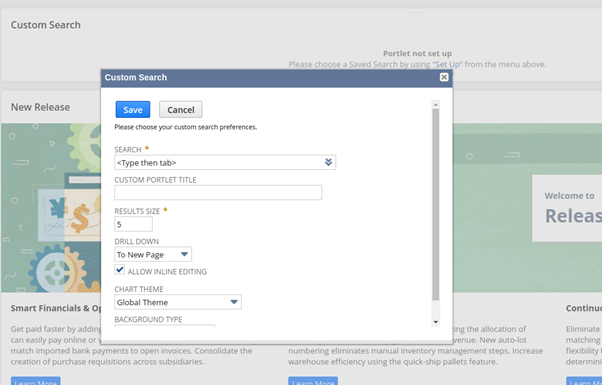 Custom Search
Portlet not set up
Please choose a Saved Search by using "Set Up" from the menu above.
Custom Search
Save
Cancel
Please choose your custom search preferences.
SEARCH *
<Type then tab>
CUSTOM PORTLET TITLE
RESULTS SIZE *
5
DRILL DOWN
To New Page
ALLOW INLINE EDITING
CHART THEME
Global Theme
BACKGROUND TYPE
New Release
Welcome to
Releas
Smart Financials & Op
Get paid faster by adding
can easily pay online or
match imported bank payments to open invoices. Consolidate the
creation of purchase requisitions across subsidiaries.
Learn More
ing the allocation of
venue. New auto-lot
numbering eliminates manual inventory management steps. Increase
warehouse efficiency using the quick-ship pallets feature.
Learn More
Continuo
Eliminate
matching
flexibility
determini
Learn More